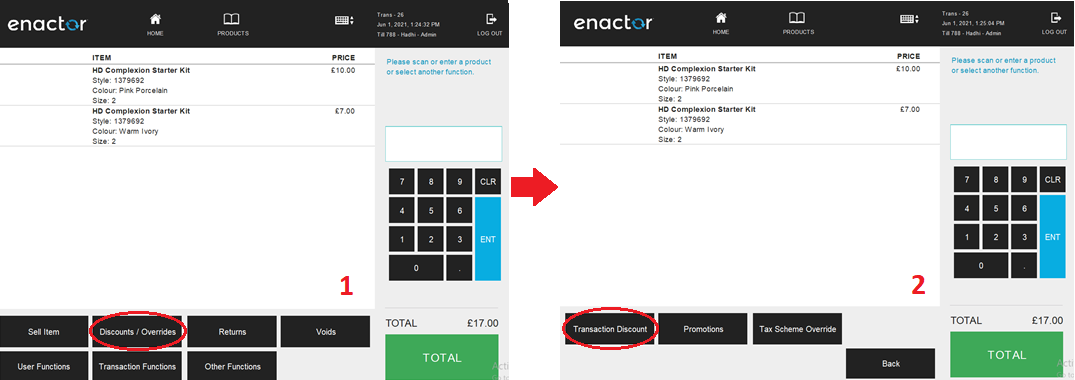 enactor
HOME
PRODUCTS
Trans - 26
Jun 1, 2021, 1:24:32 PM
Till 788 - Hadhi - Admin
LOG OUT
ITEM PRICE
HD Complexion Starter Kit £10.00
Style: 1379692
Colour: Pink Porcelain
Size: 2
HD Complexion Starter Kit £7.00
Style: 1379692
Colour: Warm Ivory
Size: 2
Please scan or enter a product
or select another function.
7 8 9 CLR
4 5 6
1 2 3 ENT
0 .
1
Sell Item Discounts / Overrides Returns Voids
User Functions Transaction Functions Other Functions
TOTAL £17.00
TOTAL
enactor
HOME
PRODUCTS
Trans - 26
Jun 1, 2021, 1:25:04 PM
Till 788 - Hadhi - Admin
LOG OUT
ITEM PRICE
HD Complexion Starter Kit £10.00
Style: 1379692
Colour: Pink Porcelain
Size: 2
HD Complexion Starter Kit £7.00
Style: 1379692
Colour: Warm Ivory
Size: 2
Please scan or enter a product
or select another function.
7 8 9 CLR
4 5 6
1 2 3 ENT
0 .
2
Transaction Discount Promotions Tax Scheme Override
Back
TOTAL £17.00
TOTAL